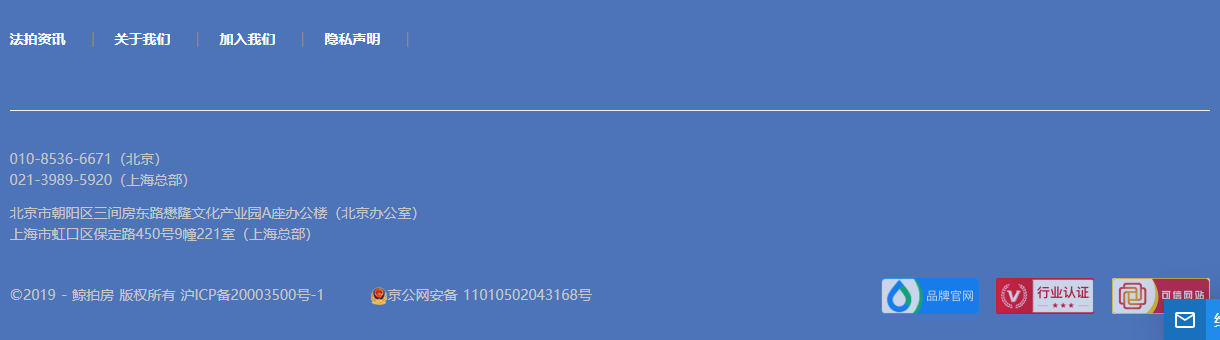 法拍资讯 | 关于我们 | 加入我们 | 隐私声明 |
010-8536-6671（北京）
021-3989-5920（上海总部）
北京市朝阳区三间房东路懋隆文化产业园A座办公楼（北京办公室）
上海市虹口区保定路450号9幢221室（上海总部）
©2019 - 鲸拍房 版权所有 沪ICP备20003500号-1 京公网安备 11010502043168号
品牌官网 行业认证 可信网站